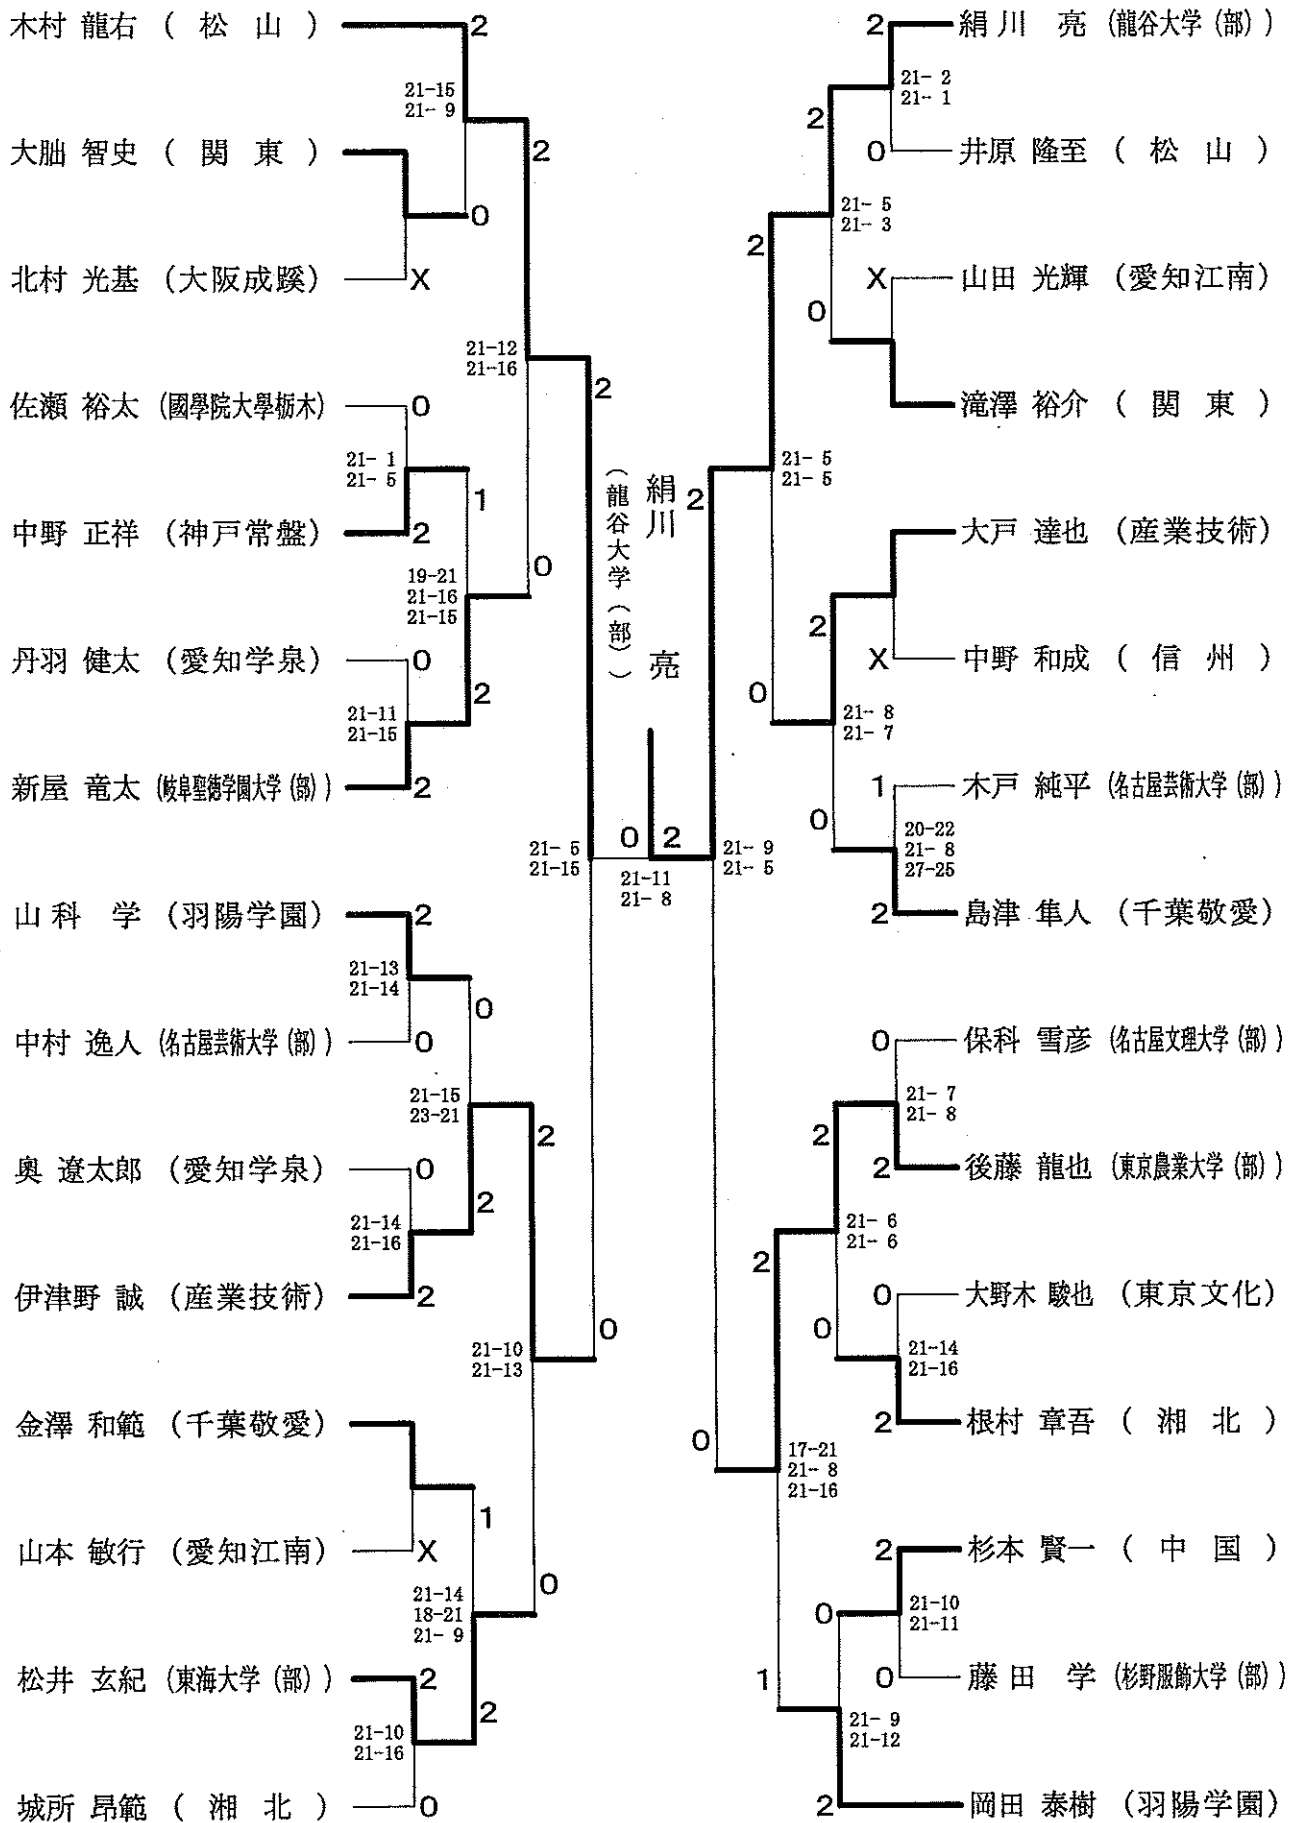 木村 龍右 ( 松 山 )
2
21-15
21- 9
大朏 智史 ( 関 東 )
2
0
北村 光基 (大阪成蹊)
X
21-12
21-16
2
佐瀬 裕太 (國學院大學栃木)
0
21- 1
21- 5
1
中野 正祥 (神戸常盤)
2
0
19-21
21-16
21-15
丹羽 健太 (愛知学泉)
0
2
21-11
21-15
新屋 竜太 (岐阜聖徳学園大学 (部) )
2
21- 5
21-15
山科 学 (羽陽学園)
2
21-13
21-14
0
中村 逸人 (名古屋芸術大学 (部) )
0
21-15
23-21
2
奥 遼太郎 (愛知学泉)
0
2
21-14
21-16
伊津野 誠 (産業技術)
2
0
21-10
21-13
金澤 和範 (千葉敬愛)
1
山本 敏行 (愛知江南)
X
0
21-14
18-21
21- 9
松井 玄紀 (東海大学 (部) )
2
2
21-10
21-16
城所 昂範 ( 湘 北 )
0
絹川 亮
(龍谷大学(部))
0 2
21-11
21- 8
2
絹川 亮 (龍谷大学 (部) )
21- 2
21- 1
2
0
井原 隆至 ( 松 山 )
21- 5
21- 3
2
X
山田 光輝 (愛知江南)
0
滝澤 裕介 ( 関 東 )
21- 5
21- 5
2
大戸 達也 (産業技術)
2
X
中野 和成 ( 信 州 )
0
21- 8
21- 7
1
木戸 純平 (名古屋芸術大学 (部) )
0
20-22
21- 8
27-25
21- 9
21- 5
2
島津 隼人 (千葉敬愛)
0
保科 雪彦 (名古屋文理大学 (部) )
21- 7
21- 8
2
2
後藤 龍也 (東京農業大学 (部) )
21- 6
21- 6
2
0
大野木 駿也 (東京文化)
0
21-14
21-16
2
根村 章吾 ( 湘 北 )
0
17-21
21- 8
21-16
2
杉本 賢一 ( 中 国 )
21-10
21-11
0
0
藤田 学 (杉野服飾大学 (部) )
1
21- 9
21-12
2
岡田 泰樹 (羽陽学園)